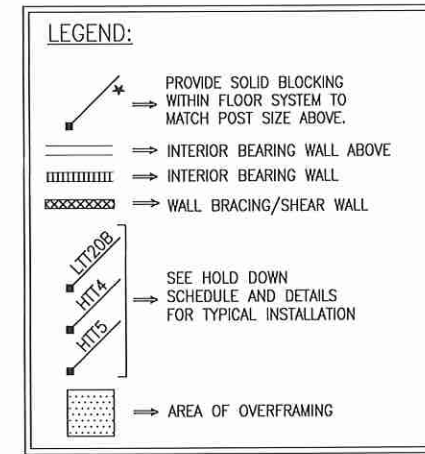 LEGEND:
PROVIDE SOLID BLOCKING
WITHIN FLOOR SYSTEM TO
MATCH POST SIZE ABOVE.
INTERIOR BEARING WALL ABOVE
INTERIOR BEARING WALL
WALL BRACING/SHEAR WALL
LTT20B
HTT4
HTT5
SEE HOLD DOWN
SCHEDULE AND DETAILS
FOR TYPICAL INSTALLATION
AREA OF OVERFRAMING